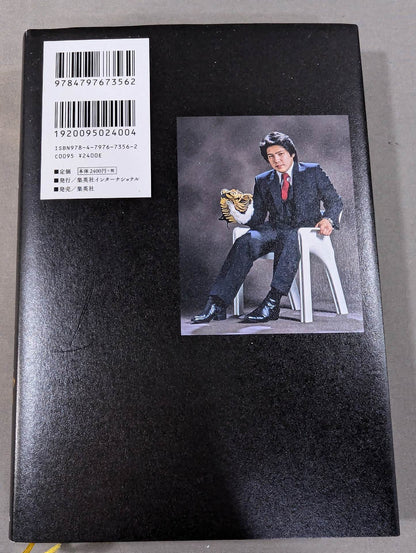 9784797673562
1920095024004
ISBN978-4-7976-7356-2
C0095 ¥2400E
■定価 本体2400円+税
■発行/集英社インターナショナル
■発売/集英社